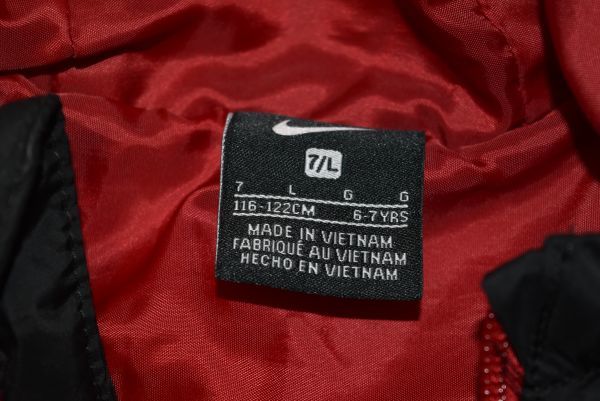 7/L
7 L G G
116-122CM 6-7YRS
MADE IN VIETNAM
FABRIQUÉ AU VIETNAM
HECHO EN VIETNAM